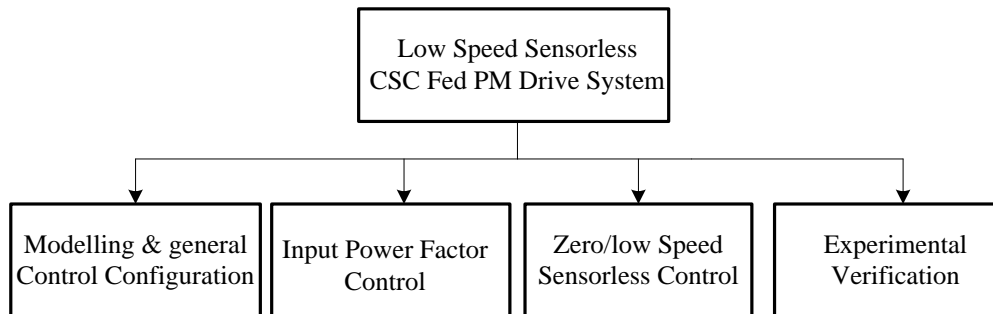 Low Speed Sensorless
CSC Fed PM Drive System
Modelling & general
Control Configuration
Input Power Factor
Control
Zero/low Speed
Sensorless Control
Experimental
Verification